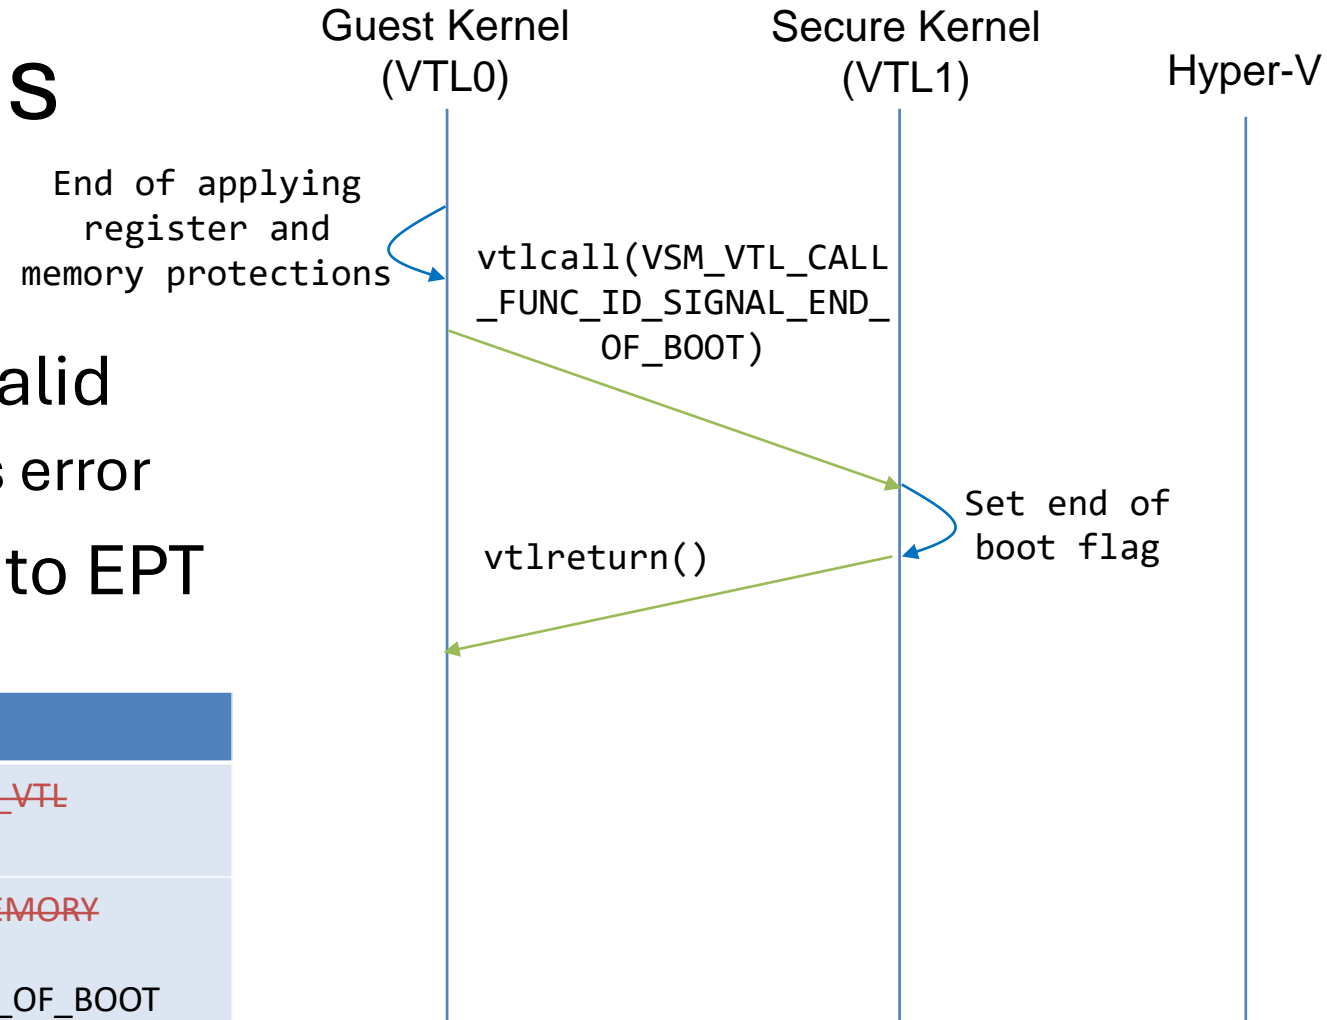 Guest Kernel
(VTL0)
Secure Kernel
(VTL1)
Hyper-V
s
End of applying
register and
memory protections
vtlcall(VSM_VTL_CALL
_FUNC_ID_SIGNAL_END_
OF_BOOT)
alid
s error
to EPT
Set end of
boot flag
vtlreturn()
_VTL
EMORY
_OF_BOOT